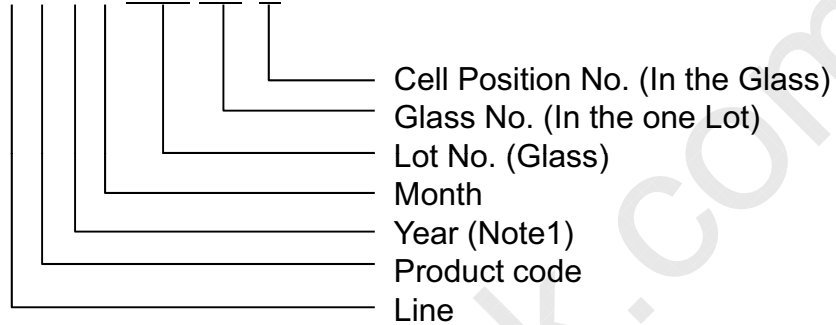 Cell Position No. (In the Glass)
Glass No. (In the one Lot)
Lot No. (Glass)
Month
Year (Note1)
Product code
Line